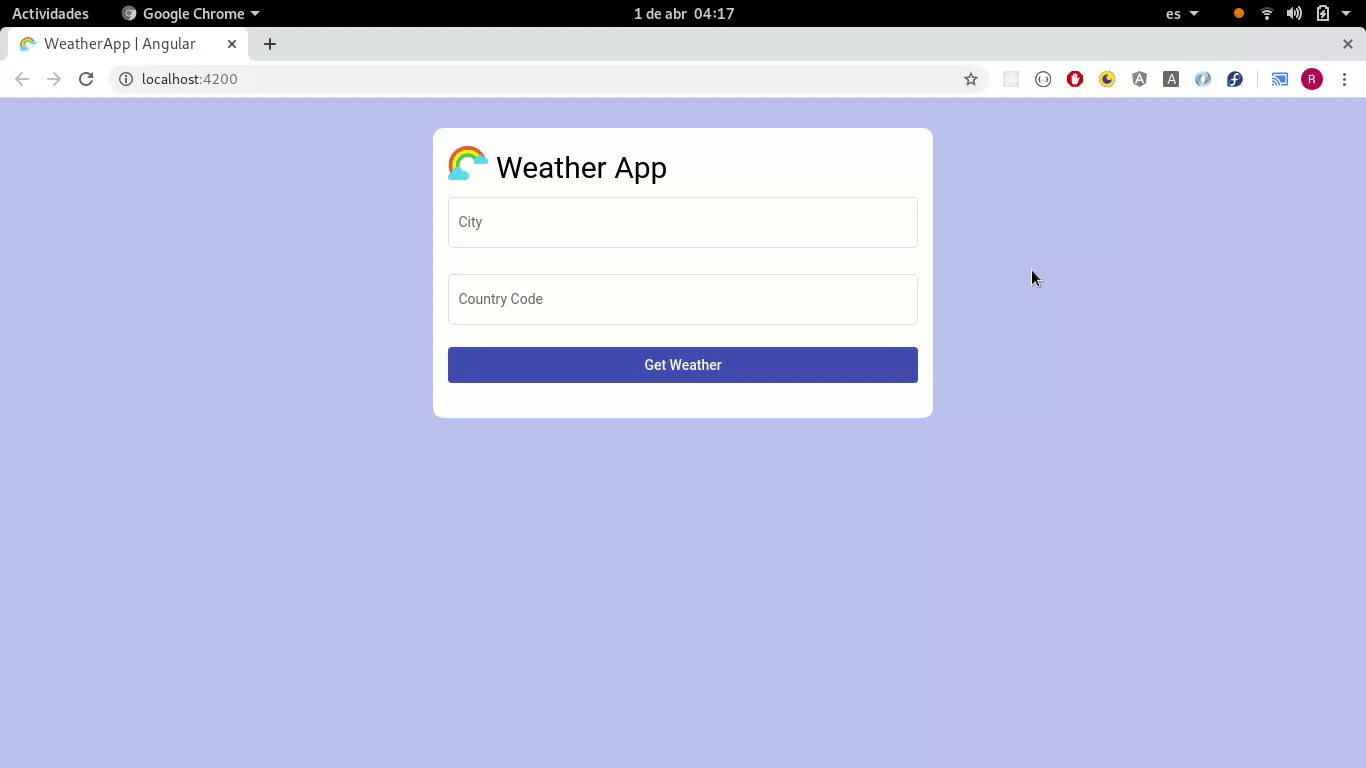 Actividades Google Chrome 1 de abr 04:17 es
WeatherApp | Angular
localhost:4200 A A R
Weather App
City
Country Code
Get Weather